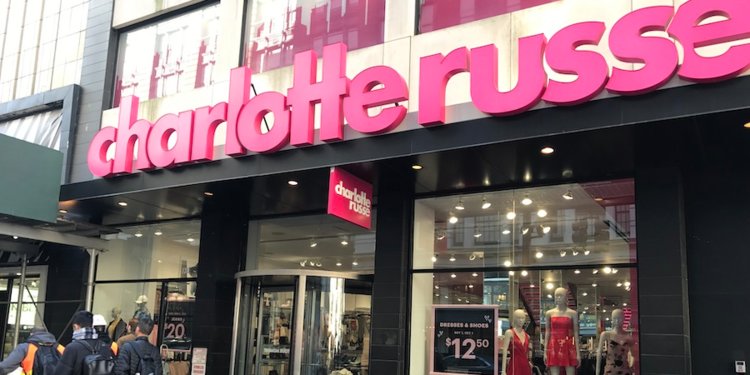 charlotte russe
charlotte
russe
20
DRESSES & SHOES
$12.50